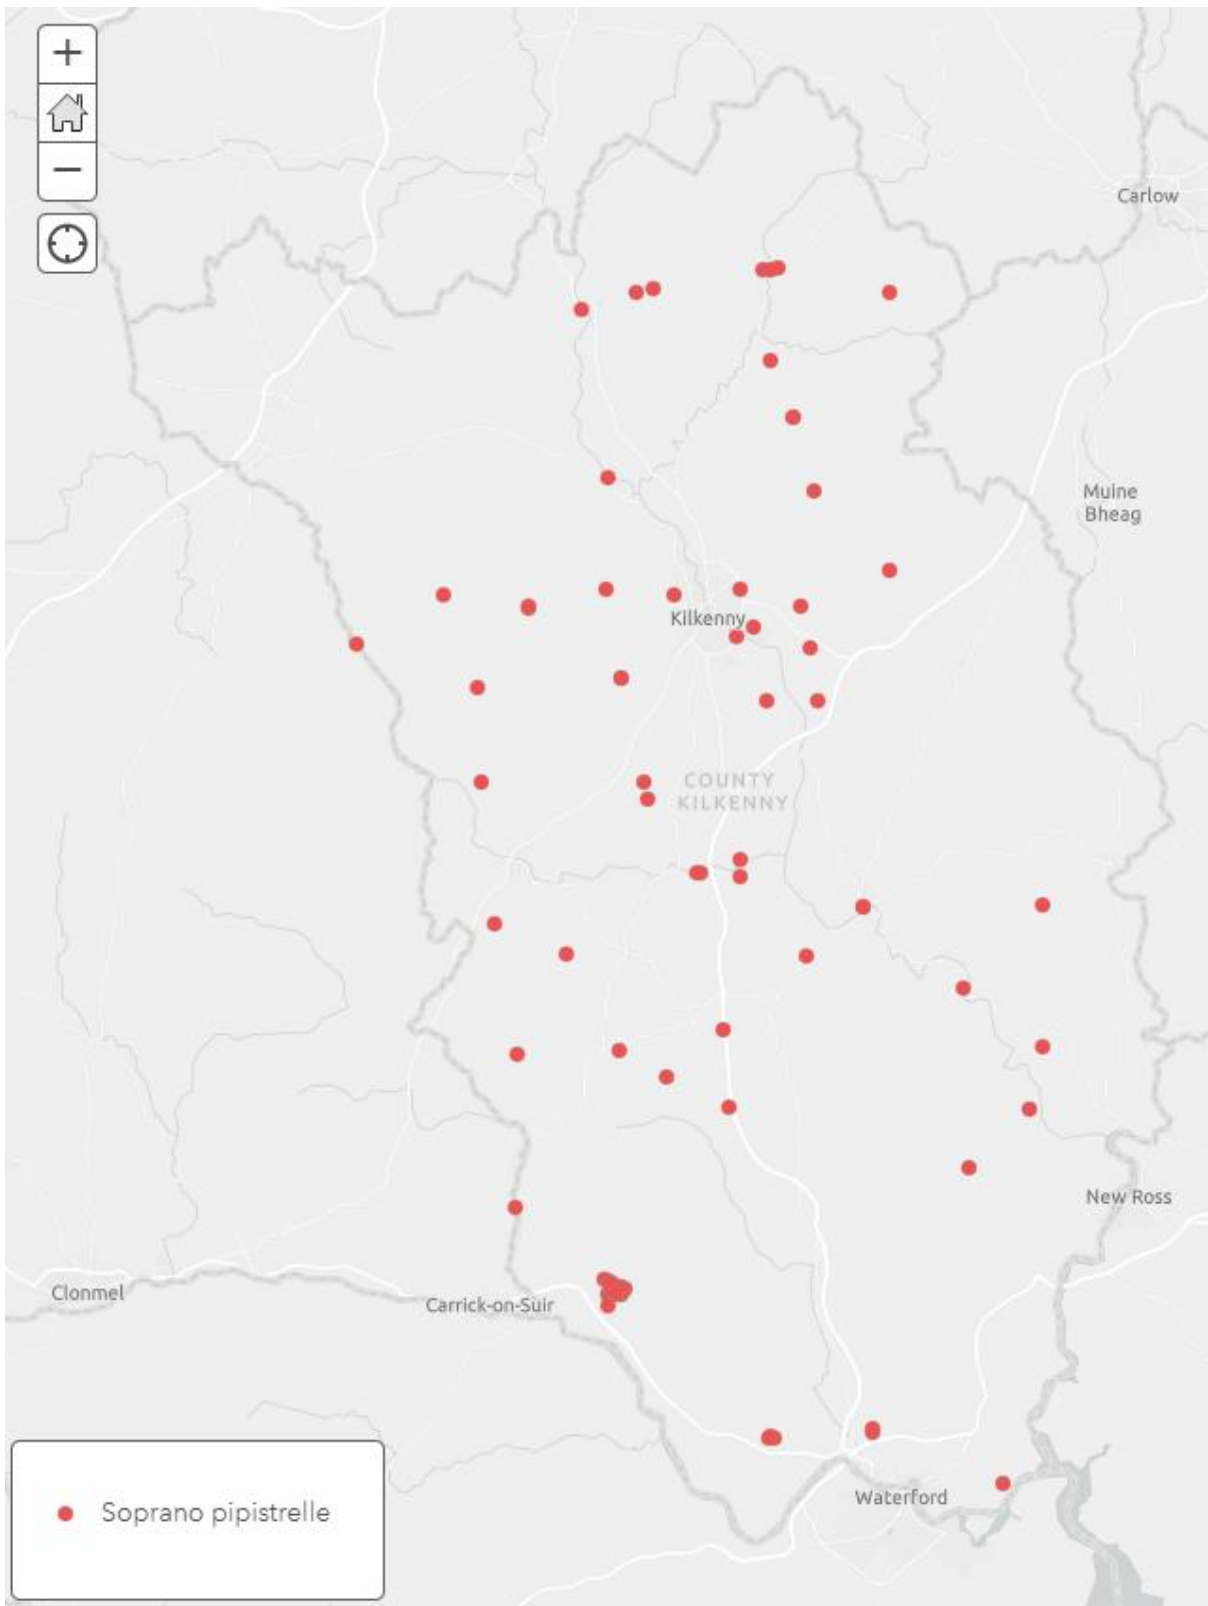 +
−
Carlow
Muine
Bheag
Kilkenny
COUNTY
KILKENNY
New Ross
Clonmel
Carrick-on-Suir
Waterford
Soprano pipistrelle